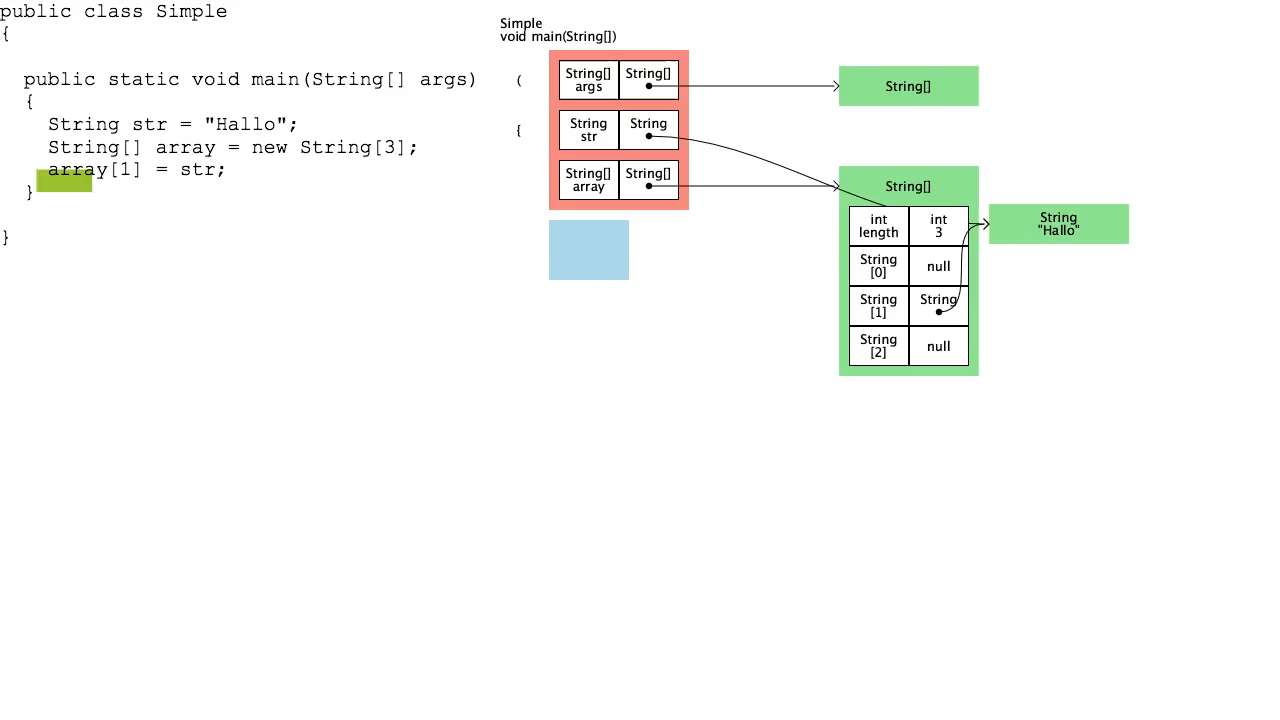 public class Simple
{
public static void main(String[] args)
{
String str = "Hallo";
String[] array = new String[3];
array[1] = str;
}
}
Simple
void main(String[])
(
String[]
args
String[]
{
String
str
String
String[]
array
String[]
String[]
String[]
int
length
int
3
String
[0]
null
String
[1]
String
String
[2]
null
String
"Hallo"